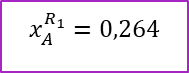 $x_A^{R_1} = 0,264$